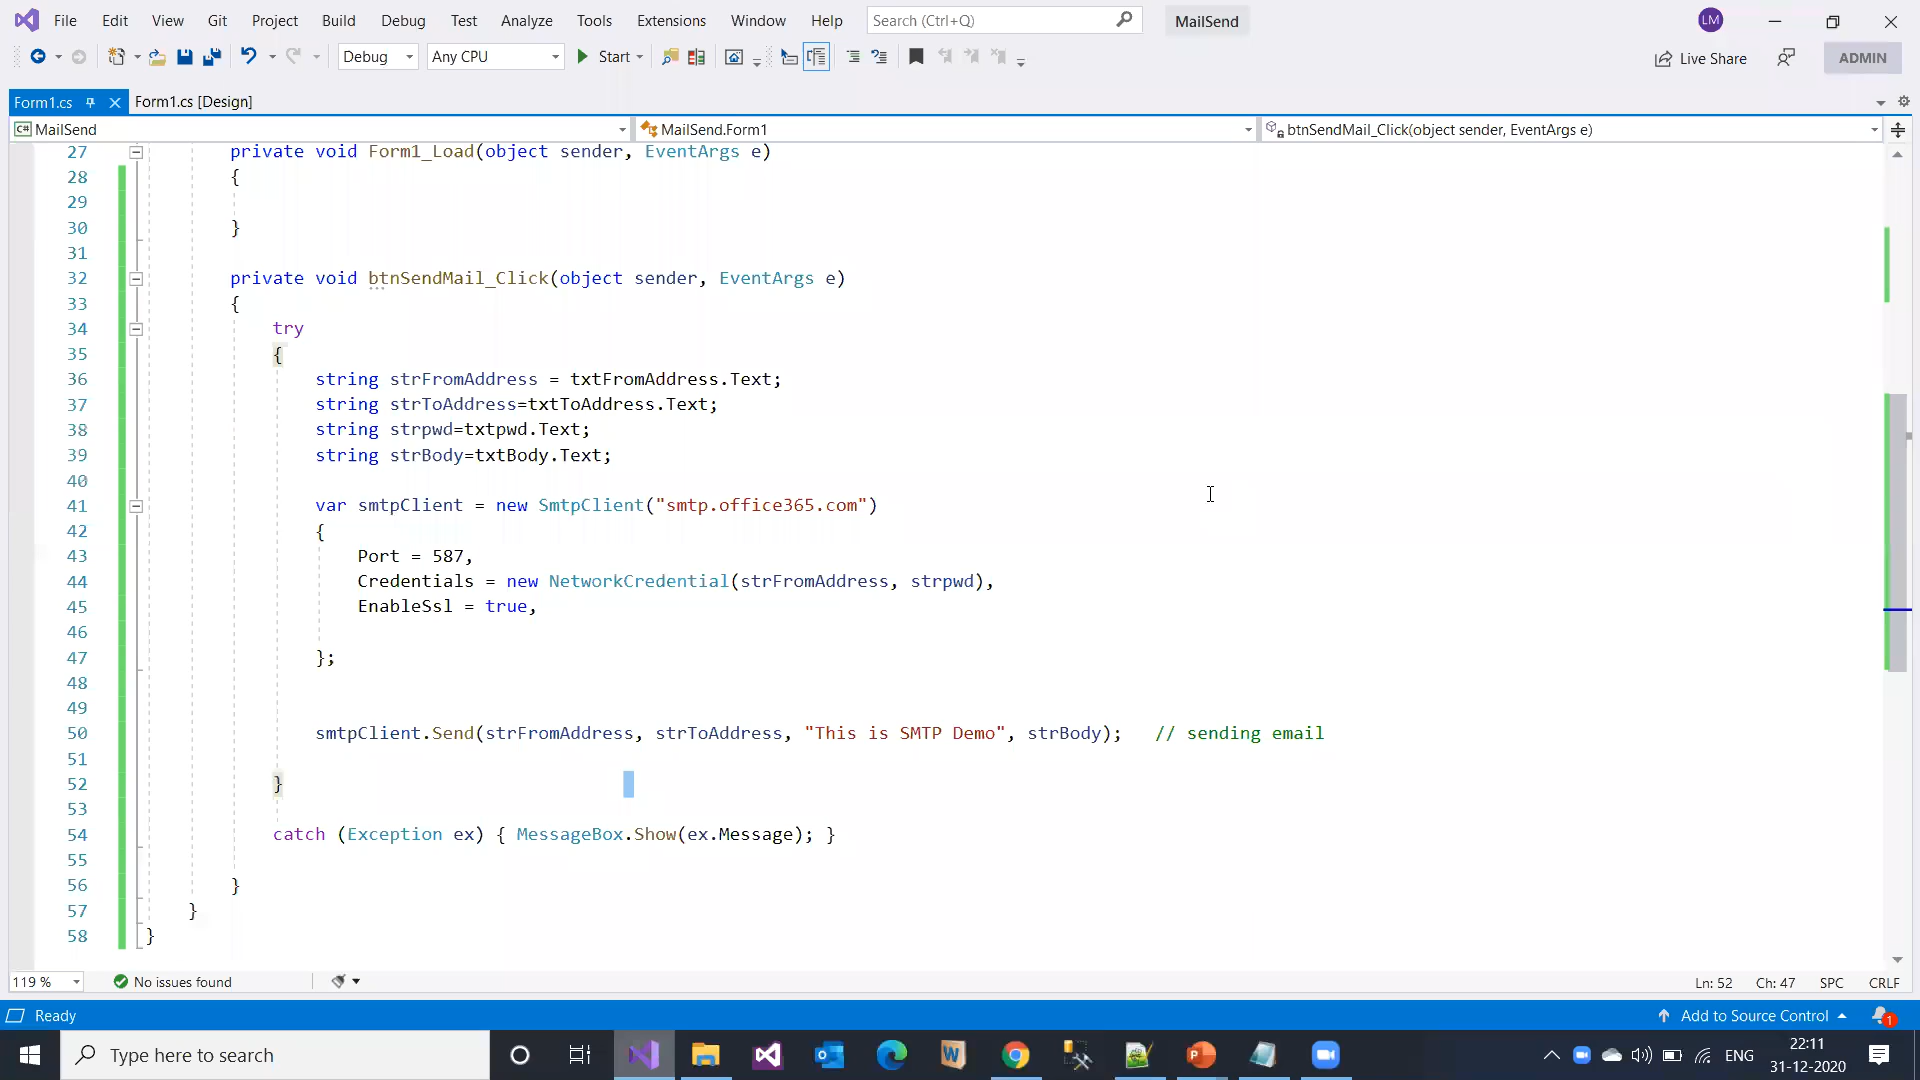 File Edit View Git Project Build Debug Test Analyze Tools Extensions Window Help Search (Ctrl+Q) MailSend LM
Debug Any CPU Start Live Share ADMIN
Form1.cs Form1.cs [Design]
C# MailSend MailSend.Form1 btnSendMail_Click(object sender, EventArgs e)
27 private void Form1_Load(object sender, EventArgs e)
28 {
29
30 }
31
32 private void btnSendMail_Click(object sender, EventArgs e)
33 {
34 try
35 {
36 string strFromAddress = txtFromAddress.Text;
37 string strToAddress=txtToAddress.Text;
38 string strpwd=txtpwd.Text;
39 string strBody=txtBody.Text;
40
41 var smtpClient = new SmtpClient("smtp.office365.com")
42 {
43 Port = 587,
44 Credentials = new NetworkCredential(strFromAddress, strpwd),
45 EnableSsl = true,
46
47 };
48
49
50 smtpClient.Send(strFromAddress, strToAddress, "This is SMTP Demo", strBody); // sending email
51
52 }
53
54 catch (Exception ex) { MessageBox.Show(ex.Message); }
55
56 }
57 }
58 }
119 % No issues found Ln: 52 Ch: 47 SPC CRLF
Ready Add to Source Control 1
Type here to search ENG 22:11
31-12-2020